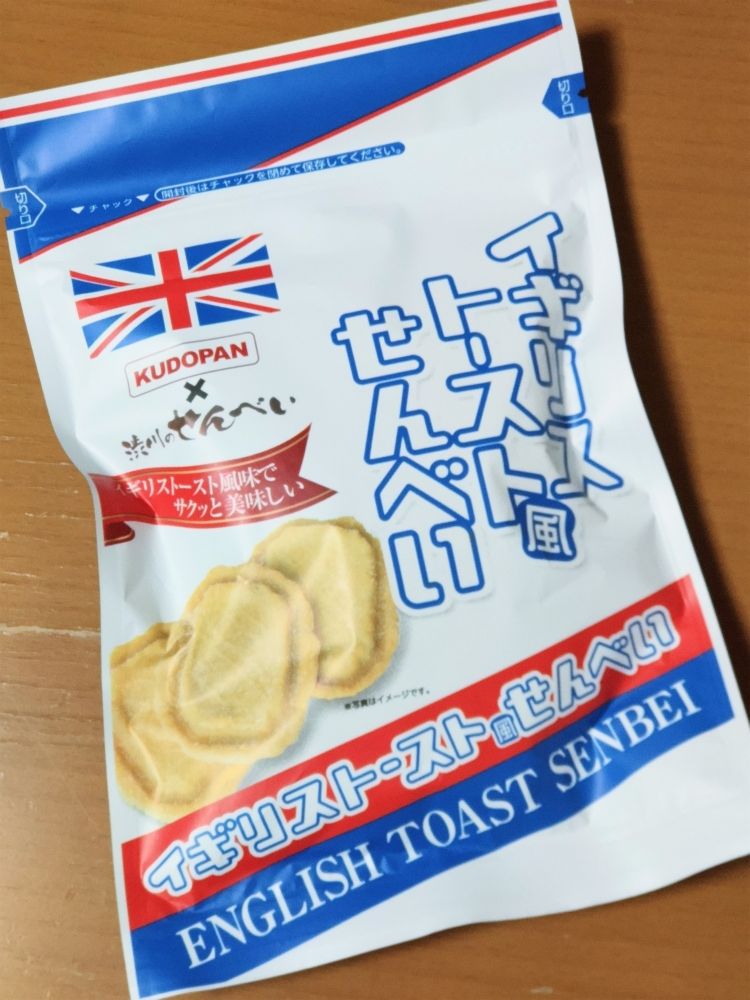 切り口
切り口
▼チャック▼ 開封後はチャックを閉めて保存してください。
イギリス
トースト風
せんべい
KUDOPAN
×
渋川のせんべい
イギリストースト風味で
サクッと美味しい
※写真はイメージです。
イギリストースト風せんべい
ENGLISH TOAST SENBEI